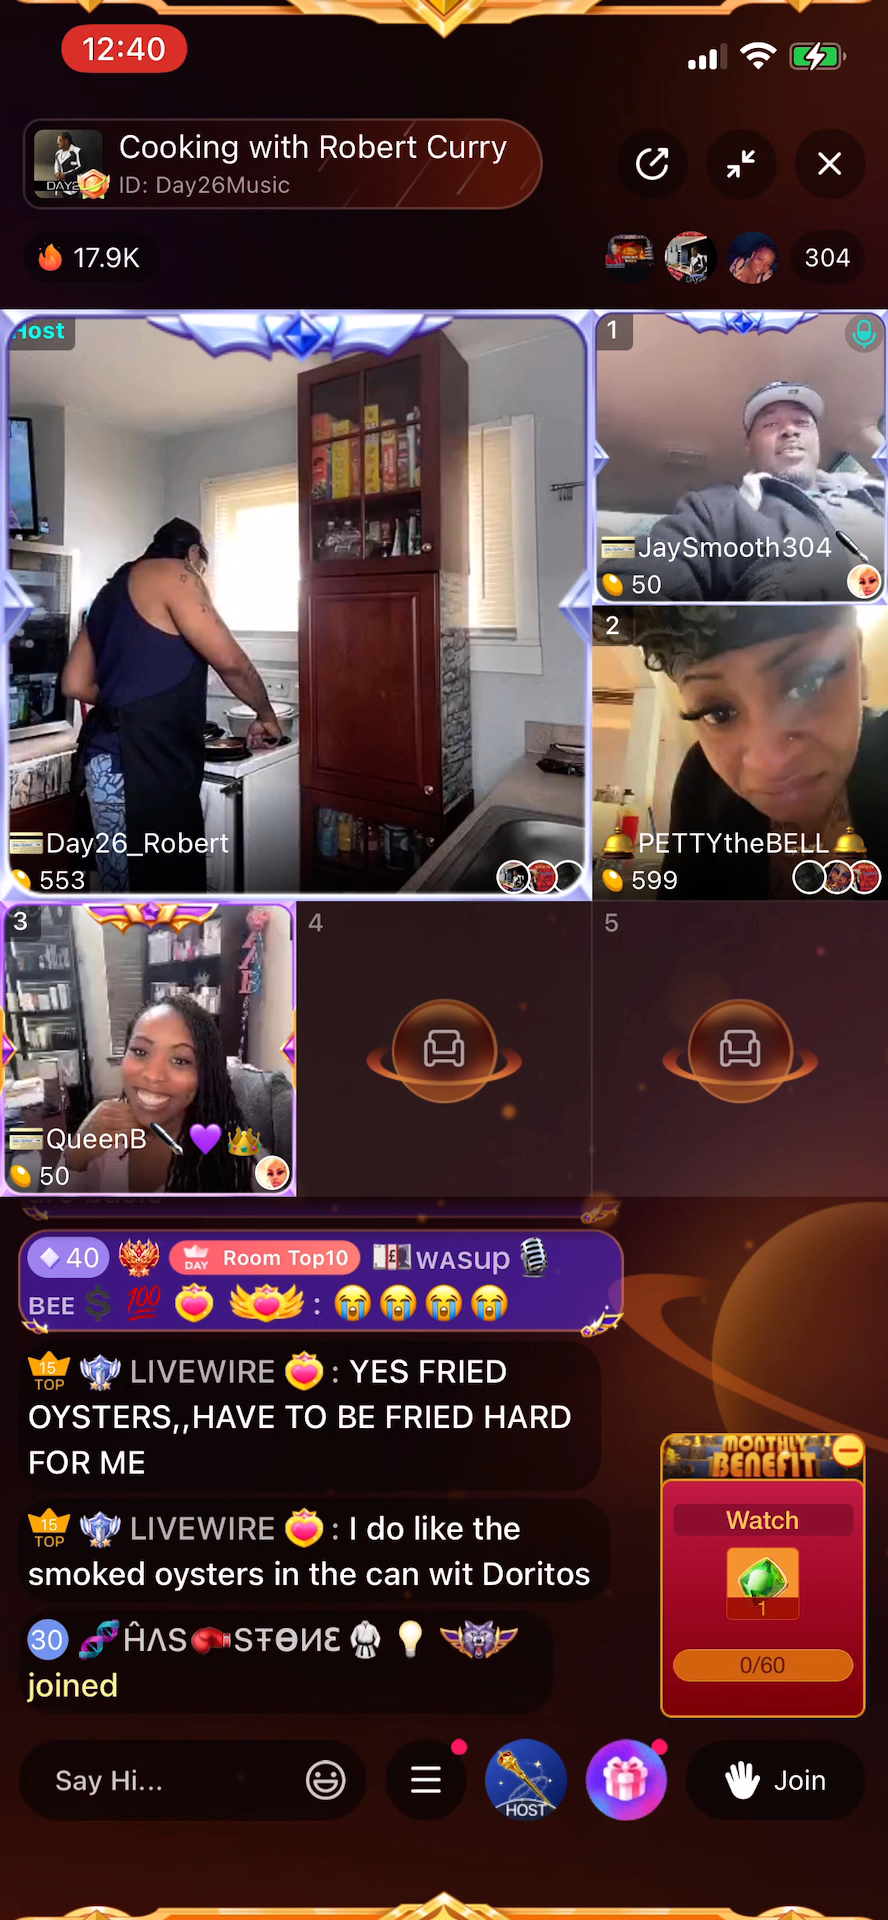 12:40
Cooking with Robert Curry
ID: Day26Music
17.9K
304
Host
1
JaySmooth304
50
2
PETTYtheBELL
599
Day26_Robert
553
3
QueenB
50
4
5
40 DAY Room Top10 WASup
BEE $ 100 : 
15 TOP LIVEWIRE : YES FRIED
OYSTERS,,HAVE TO BE FRIED HARD
FOR ME
15 TOP LIVEWIRE : I do like the
smoked oysters in the can wit Doritos
30 ĤΛS SŦӨИƐ
joined
MONTHLY
BENEFIT
Watch
1
0/60
Say Hi...
HOST
Join